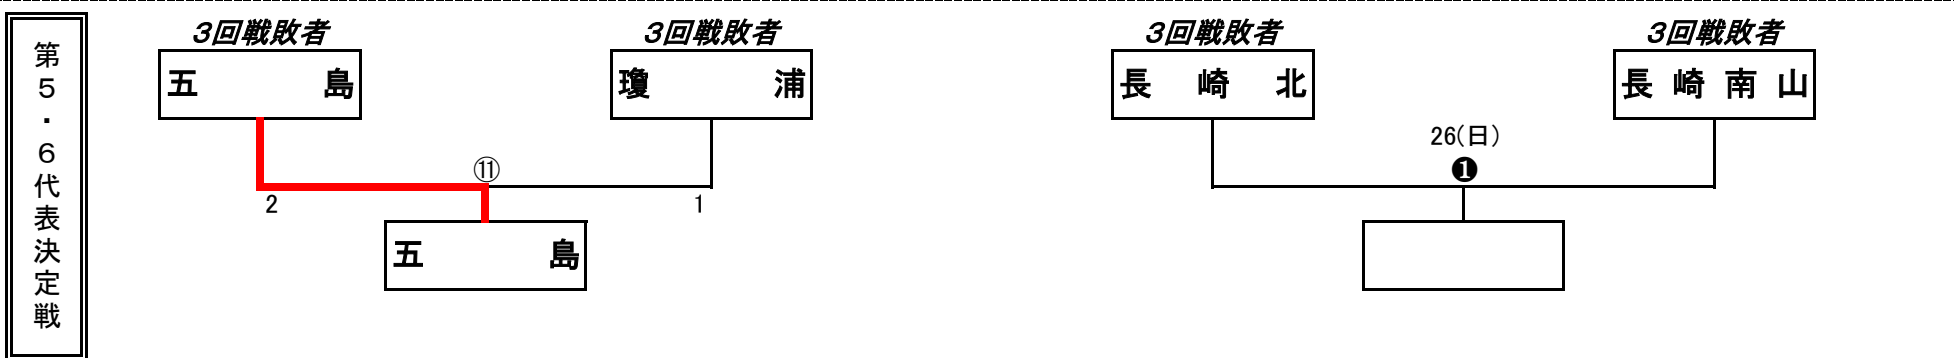 第５・６代表決定戦
３回戦敗者
五島
３回戦敗者
瓊浦
⑪
2
1
五島
３回戦敗者
長崎北
３回戦敗者
長崎南山
26(日)
❶